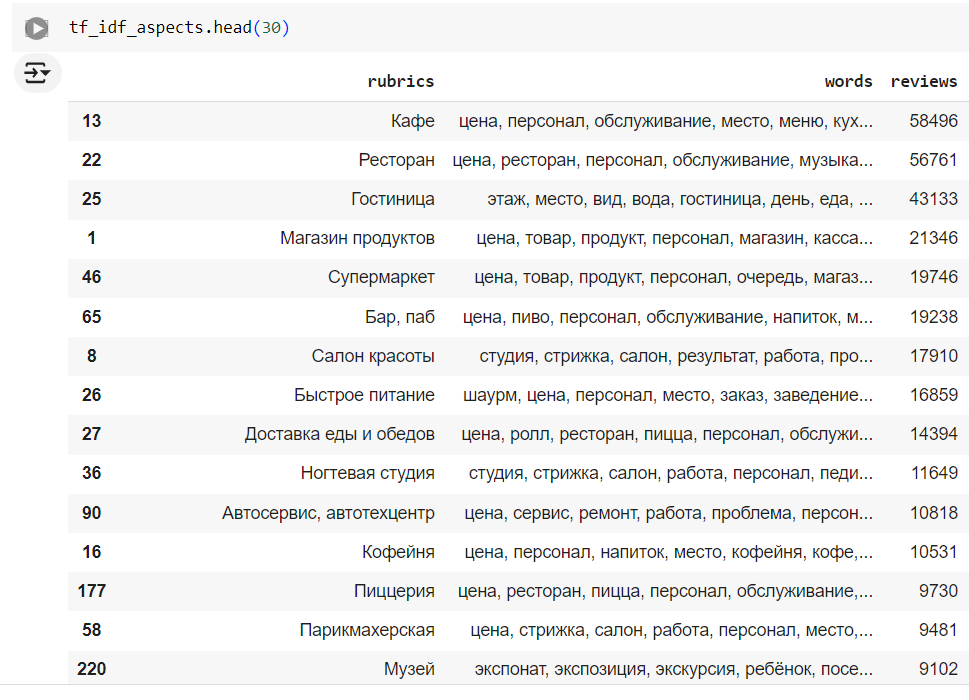 tf_idf_aspects.head(30)
rubrics words reviews
13 Кафе цена, персонал, обслуживание, место, меню, кух... 58496
22 Ресторан цена, ресторан, персонал, обслуживание, музыка... 56761
25 Гостиница этаж, место, вид, вода, гостиница, день, еда, ... 43133
1 Магазин продуктов цена, товар, продукт, персонал, магазин, касса... 21346
46 Супермаркет цена, товар, продукт, персонал, очередь, магаз... 19746
65 Бар, паб цена, пиво, персонал, обслуживание, напиток, м... 19238
8 Салон красоты студия, стрижка, салон, результат, работа, про... 17910
26 Быстрое питание шаурм, цена, персонал, место, заказ, заведение... 16859
27 Доставка еды и обедов цена, ролл, ресторан, пицца, персонал, обслужи... 14394
36 Ногтевая студия студия, стрижка, салон, работа, персонал, педи... 11649
90 Автосервис, автотехцентр цена, сервис, ремонт, работа, проблема, персон... 10818
16 Кофейня цена, персонал, напиток, место, кофейня, кофе,... 10531
177 Пиццерия цена, ресторан, пицца, персонал, обслуживание,... 9730
58 Парикмахерская цена, стрижка, салон, работа, персонал, место,... 9481
220 Музей экспонат, экспозиция, экскурсия, ребёнок, посе... 9102